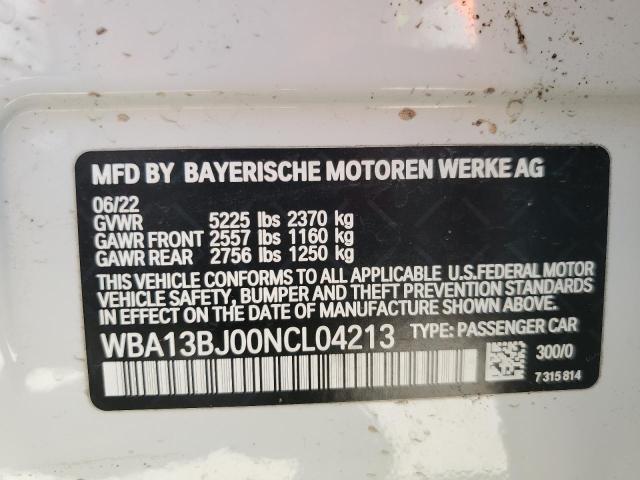 MFD BY BAYERISCHE MOTOREN WERKE AG
06/22
GVWR 5225 lbs 2370 kg
GAWR FRONT 2557 lbs 1160 kg
GAWR REAR 2756 lbs 1250 kg
THIS VEHICLE CONFORMS TO ALL APPLICABLE U.S.FEDERAL MOTOR
VEHICLE SAFETY, BUMPER AND THEFT PREVENTION STANDARDS
IN EFFECT ON THE DATE OF MANUFACTURE SHOWN ABOVE.
WBA13BJ00NCL04213 TYPE: PASSENGER CAR
300/0
7 315 814